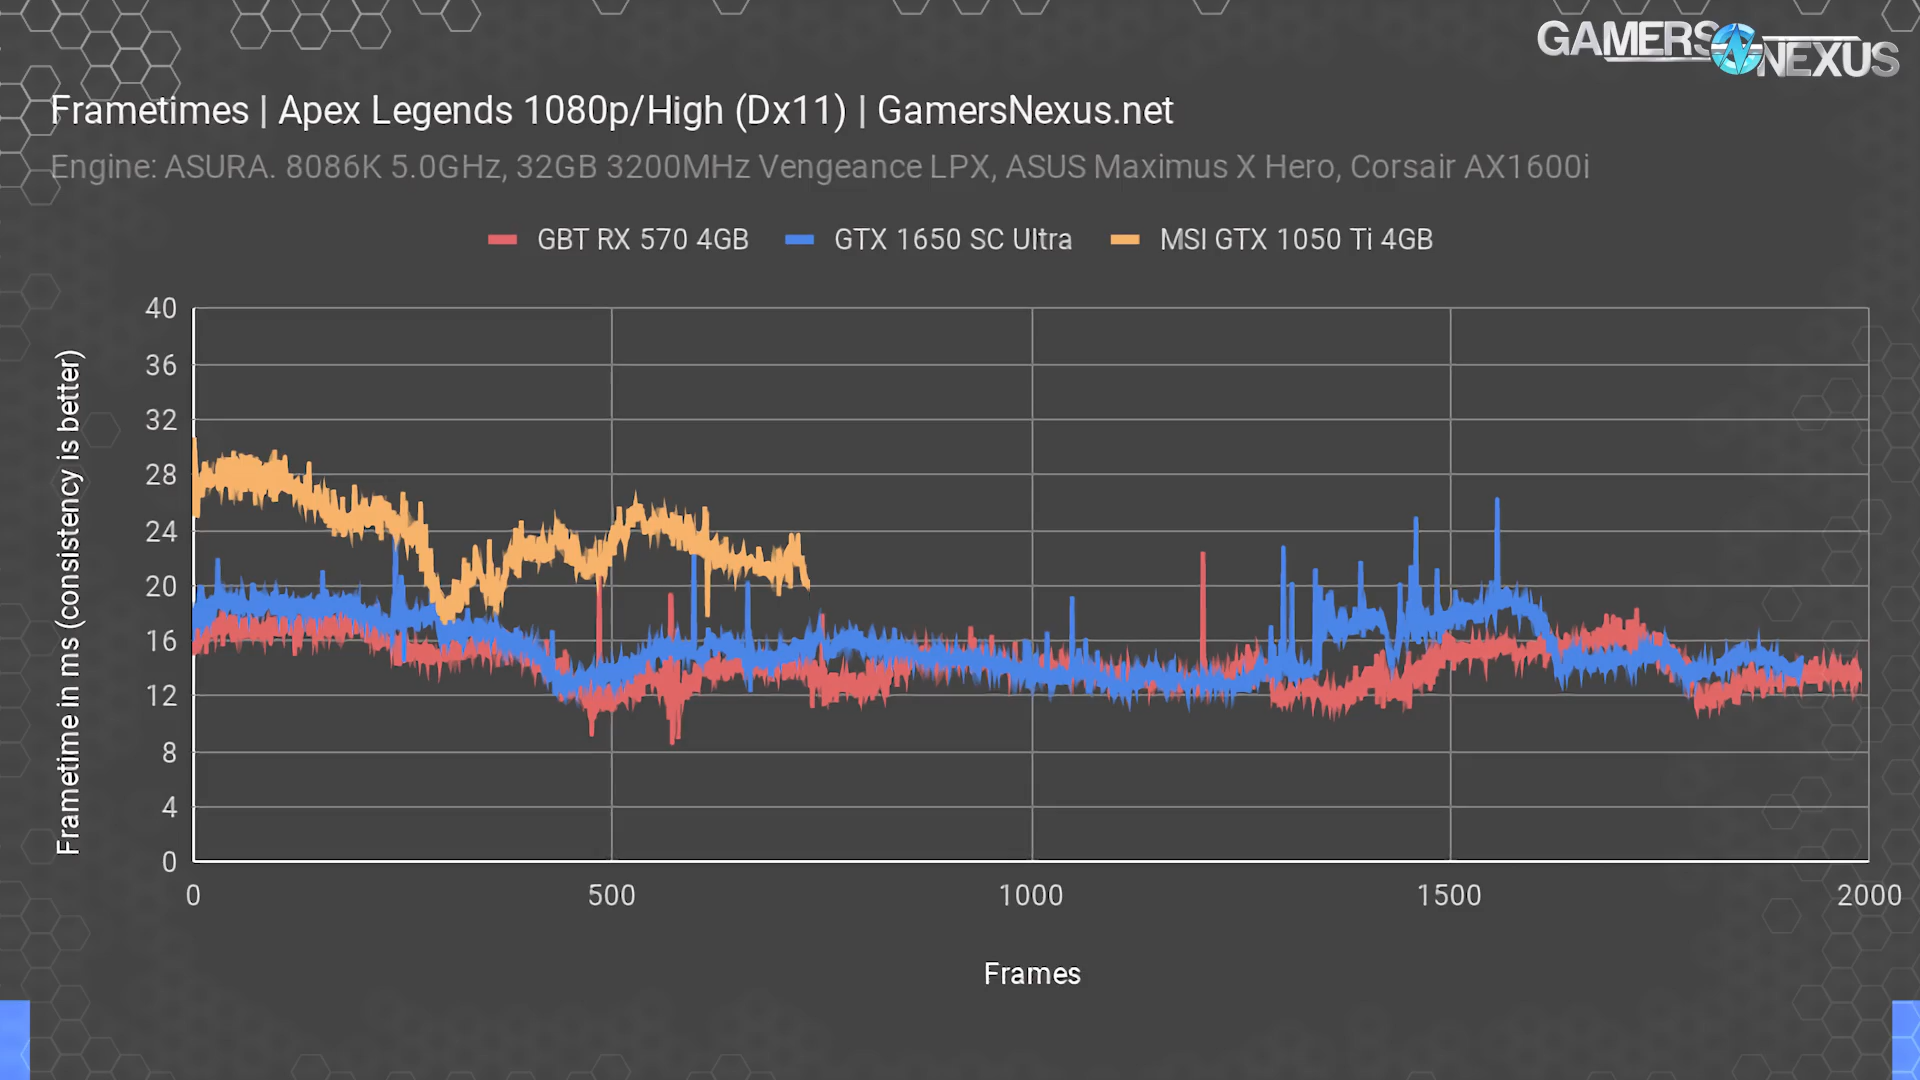 GAMERS NEXUS
Frametimes | Apex Legends 1080p/High (Dx11) | GamersNexus.net
Engine: ASURA. 8086K 5.0GHz, 32GB 3200MHz Vengeance LPX, ASUS Maximus X Hero, Corsair AX1600i
GBT RX 570 4GB GTX 1650 SC Ultra MSI GTX 1050 Ti 4GB
Frametime in ms (consistency is better)
40
36
32
28
24
20
16
12
8
4
0
0 500 1000 1500 2000
Frames